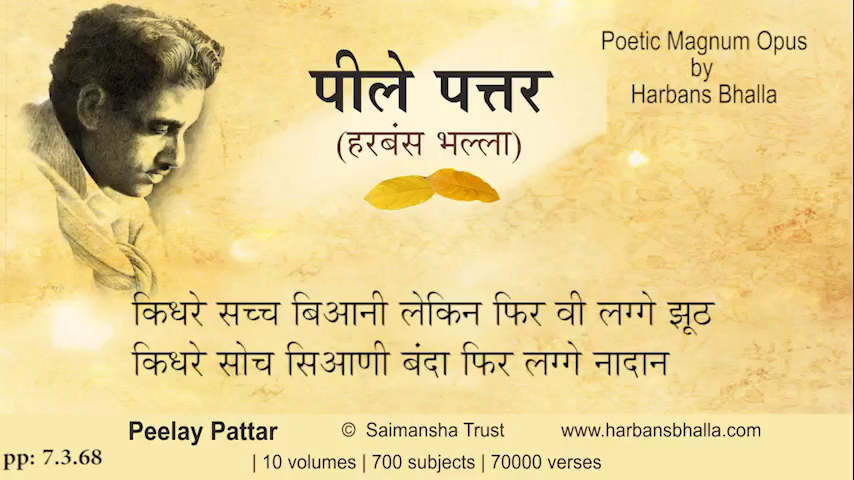 पीले पत्तर
(हरबंस भल्ला)
Poetic Magnum Opus
by
Harbans Bhalla
किधरे सच्च बिआनी लेकिन फिर वी लग्गे झूठ
किधरे सोच सिआणी बंदा फिर लग्गे नादान
Peelay Pattar © Saimansha Trust www.harbansbhalla.com
pp: 7.3.68
| 10 volumes | 700 subjects | 70000 verses